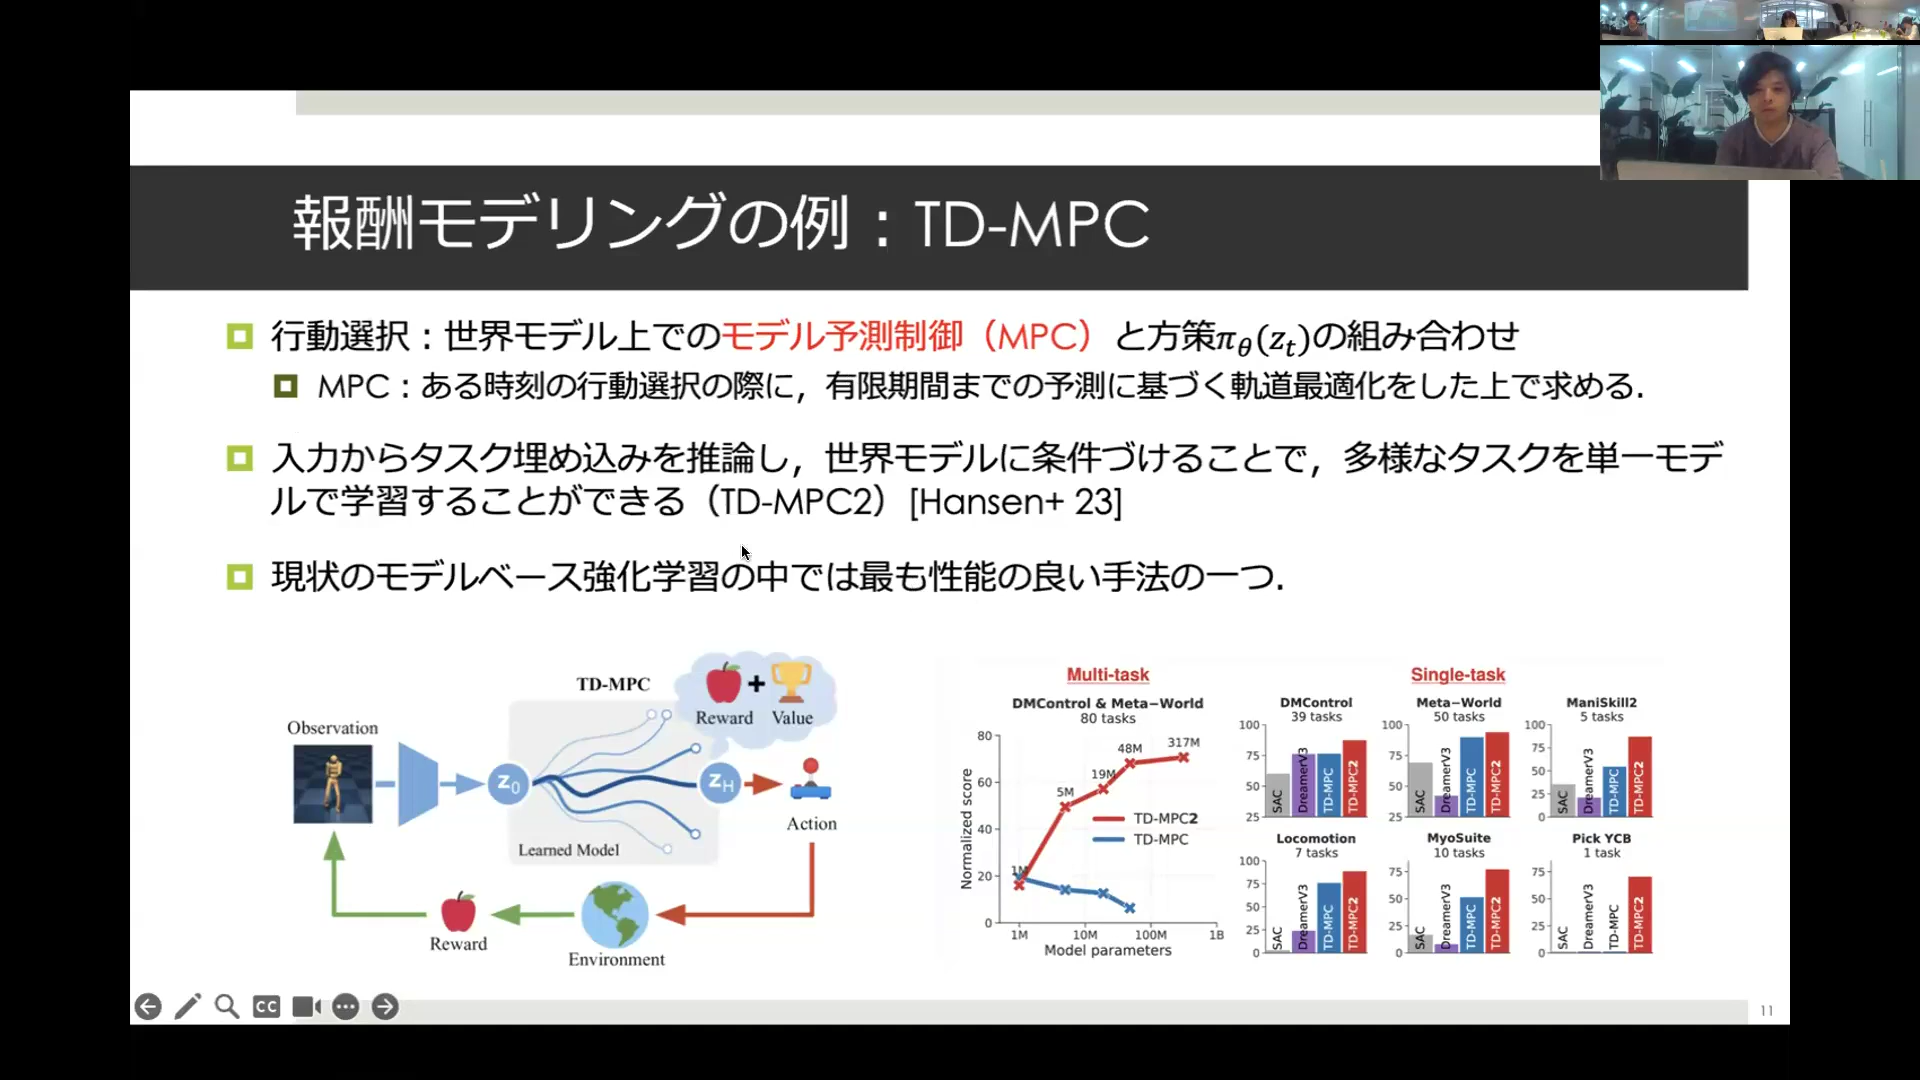 報酬モデリングの例：TD-MPC
行動選択：世界モデル上でのモデル予測制御（MPC）と方策πθ(zt)の組み合わせ
MPC：ある時刻の行動選択の際に，有限期間までの予測に基づく軌道最適化をした上で求める．
入力からタスク埋め込みを推論し，世界モデルに条件づけることで，多様なタスクを単一モデ
ルで学習することができる（TD-MPC2）[Hansen+ 23]
現状のモデルベース強化学習の中では最も性能の良い手法の一つ．
TD-MPC
Reward
+
Value
Observation
z0
zH
Learned Model
Action
Reward
Environment
Multi-task
DMControl & Meta−World
80 tasks
Normalized score
80
60
40
20
0
1M
5M
19M
48M
317M
TD-MPC2
TD-MPC
1M
10M
100M
1B
Model parameters
Single-task
DMControl
39 tasks
100
75
50
25
SAC
DreamerV3
TD-MPC
TD-MPC2
Meta−World
50 tasks
100
75
50
25
SAC
DreamerV3
TD-MPC
TD-MPC2
ManiSkill2
5 tasks
100
75
50
25
0
SAC
DreamerV3
TD-MPC
TD-MPC2
Locomotion
7 tasks
100
75
50
25
0
SAC
DreamerV3
TD-MPC
TD-MPC2
MyoSuite
10 tasks
75
50
25
0
SAC
DreamerV3
TD-MPC
TD-MPC2
Pick YCB
1 task
75
50
25
0
SAC
DreamerV3
TD-MPC
TD-MPC2
CC
11